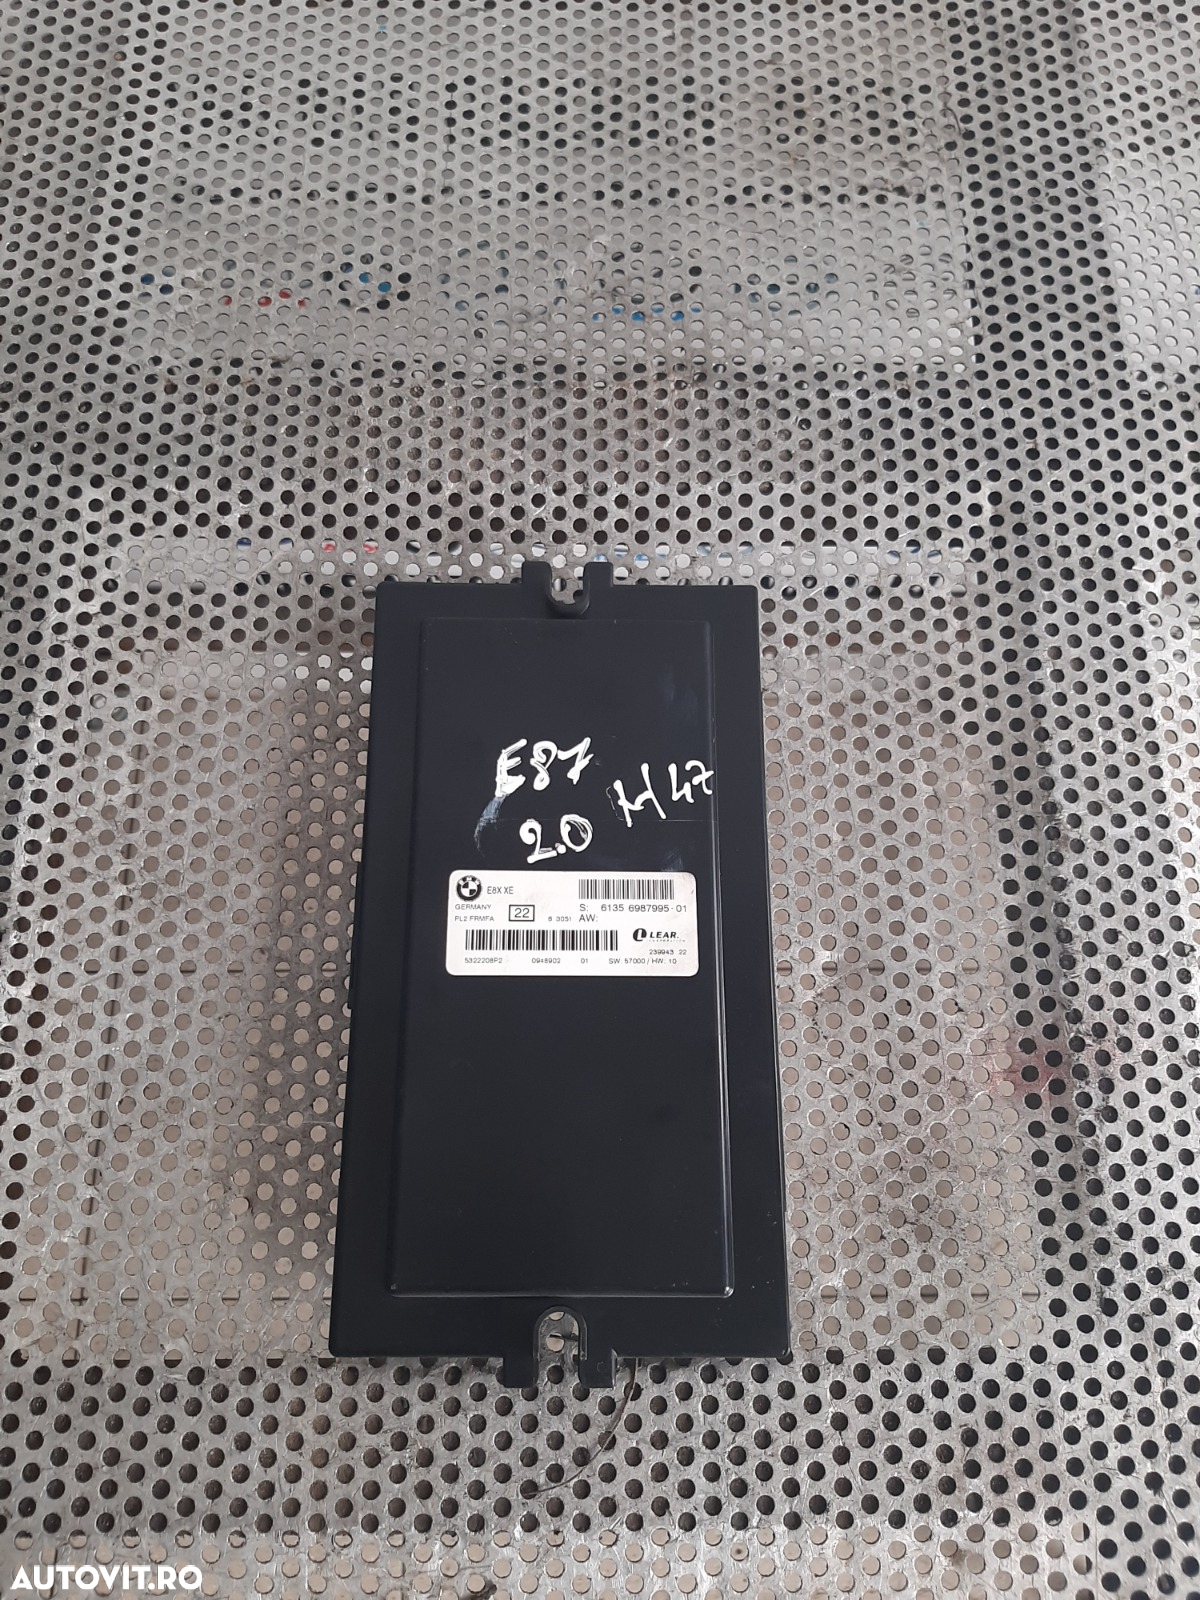 E87
2.0 M47
E8X XE
GERMANY
PL2 FRMFA 22
S: 6135 6987995-01
AW:
LEAR.
CORPORATION
239943 22
5322208P2 01 SW. 57000 / HW. 10
AUTOVIT.RO